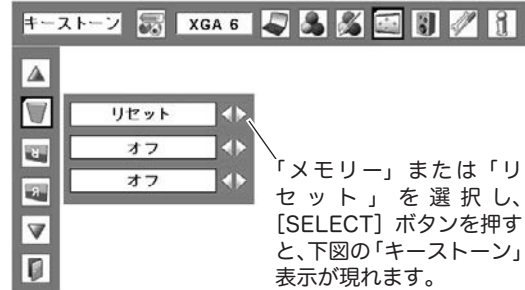 キーストーン XGA 6
リセット
オフ
オフ
「メモリー」または「リ
セット」を選択し、
[SELECT] ボタンを押す
と、下図の「キーストーン」
表示が現れます。